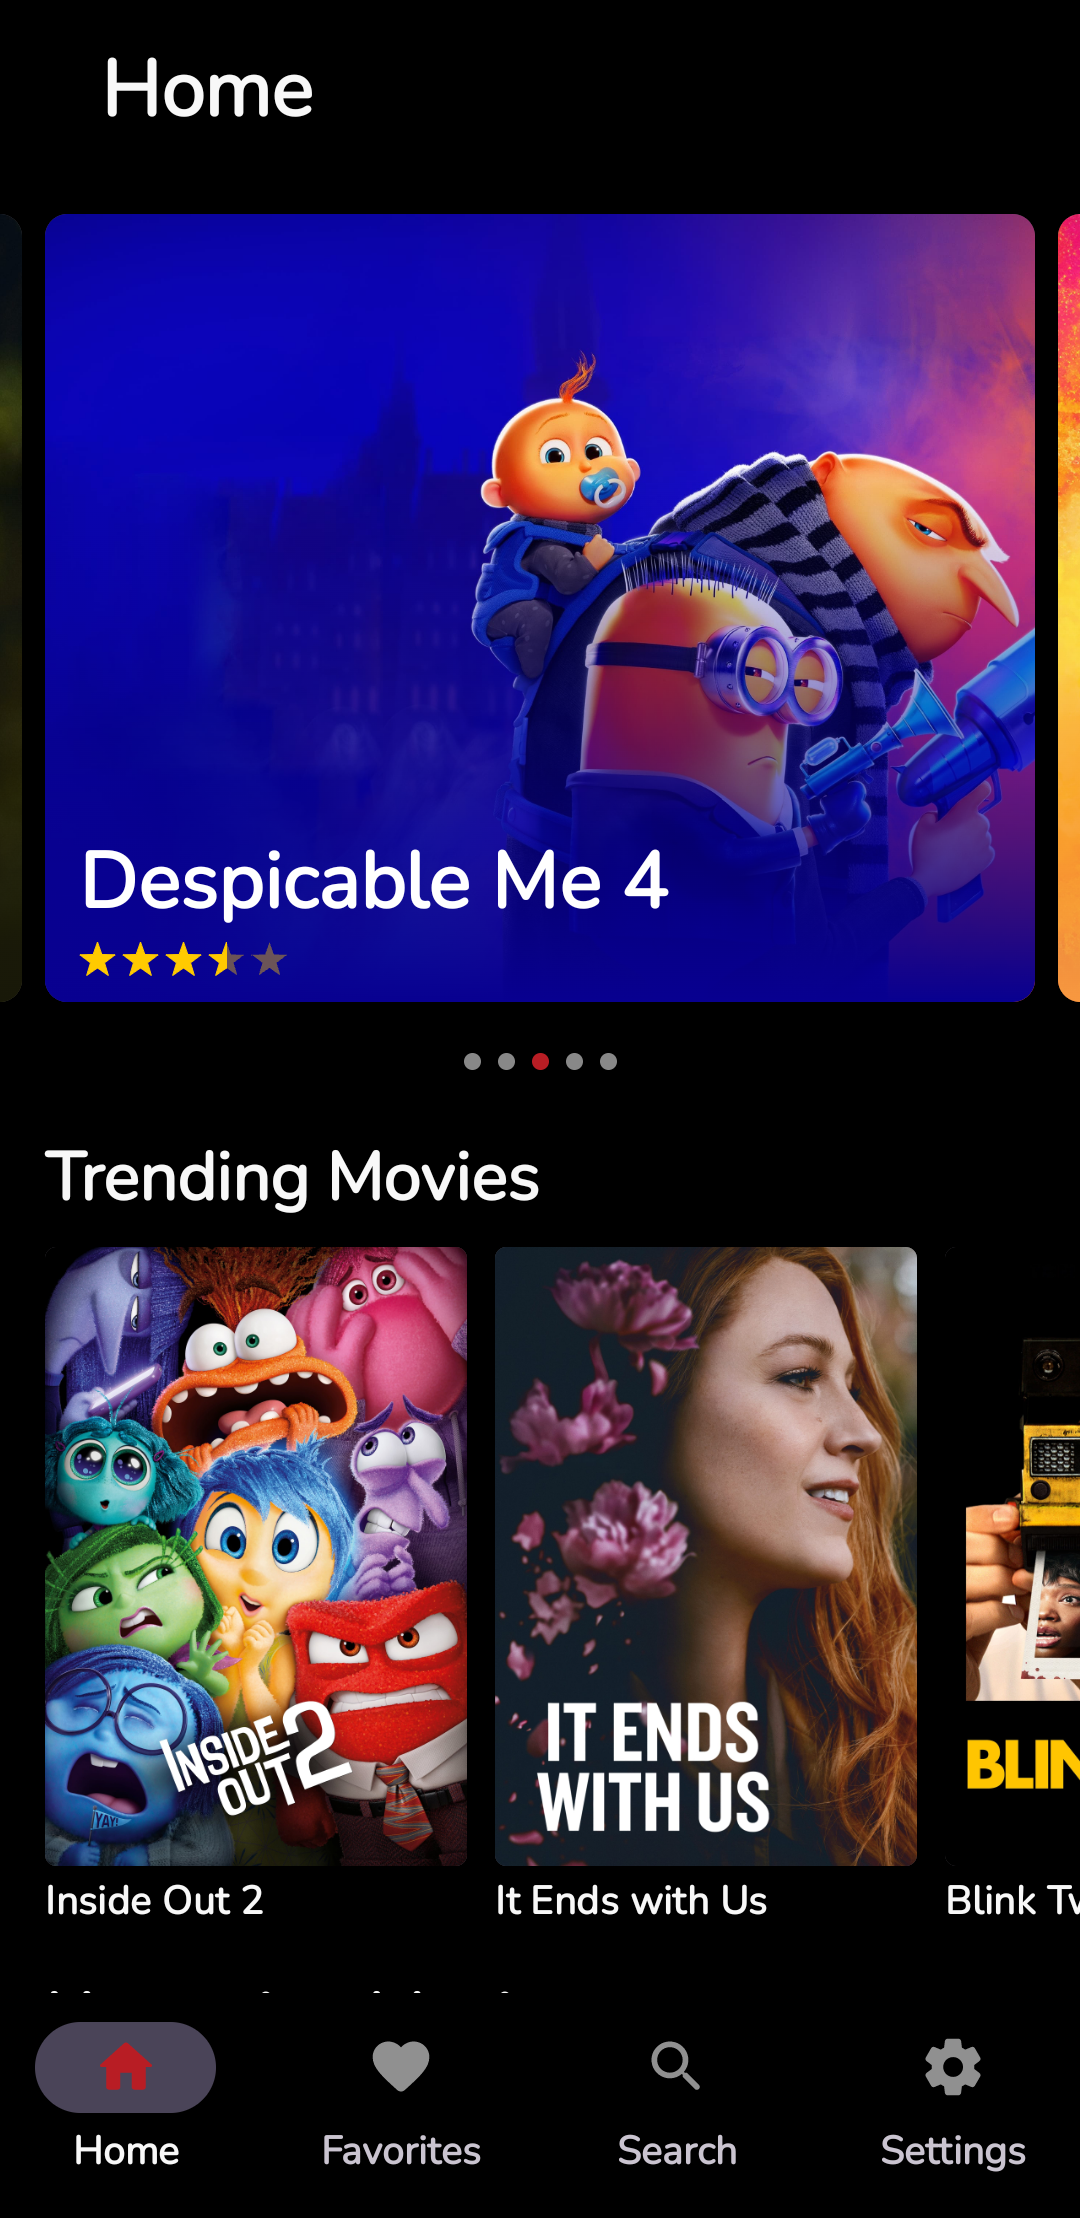 Home
Despicable Me 4
Trending Movies
INSIDE
OUT 2
YAY!
IT ENDS
WITH US
BLIN
Inside Out 2
It Ends with Us
Blink Tw
Home
Favorites
Search
Settings